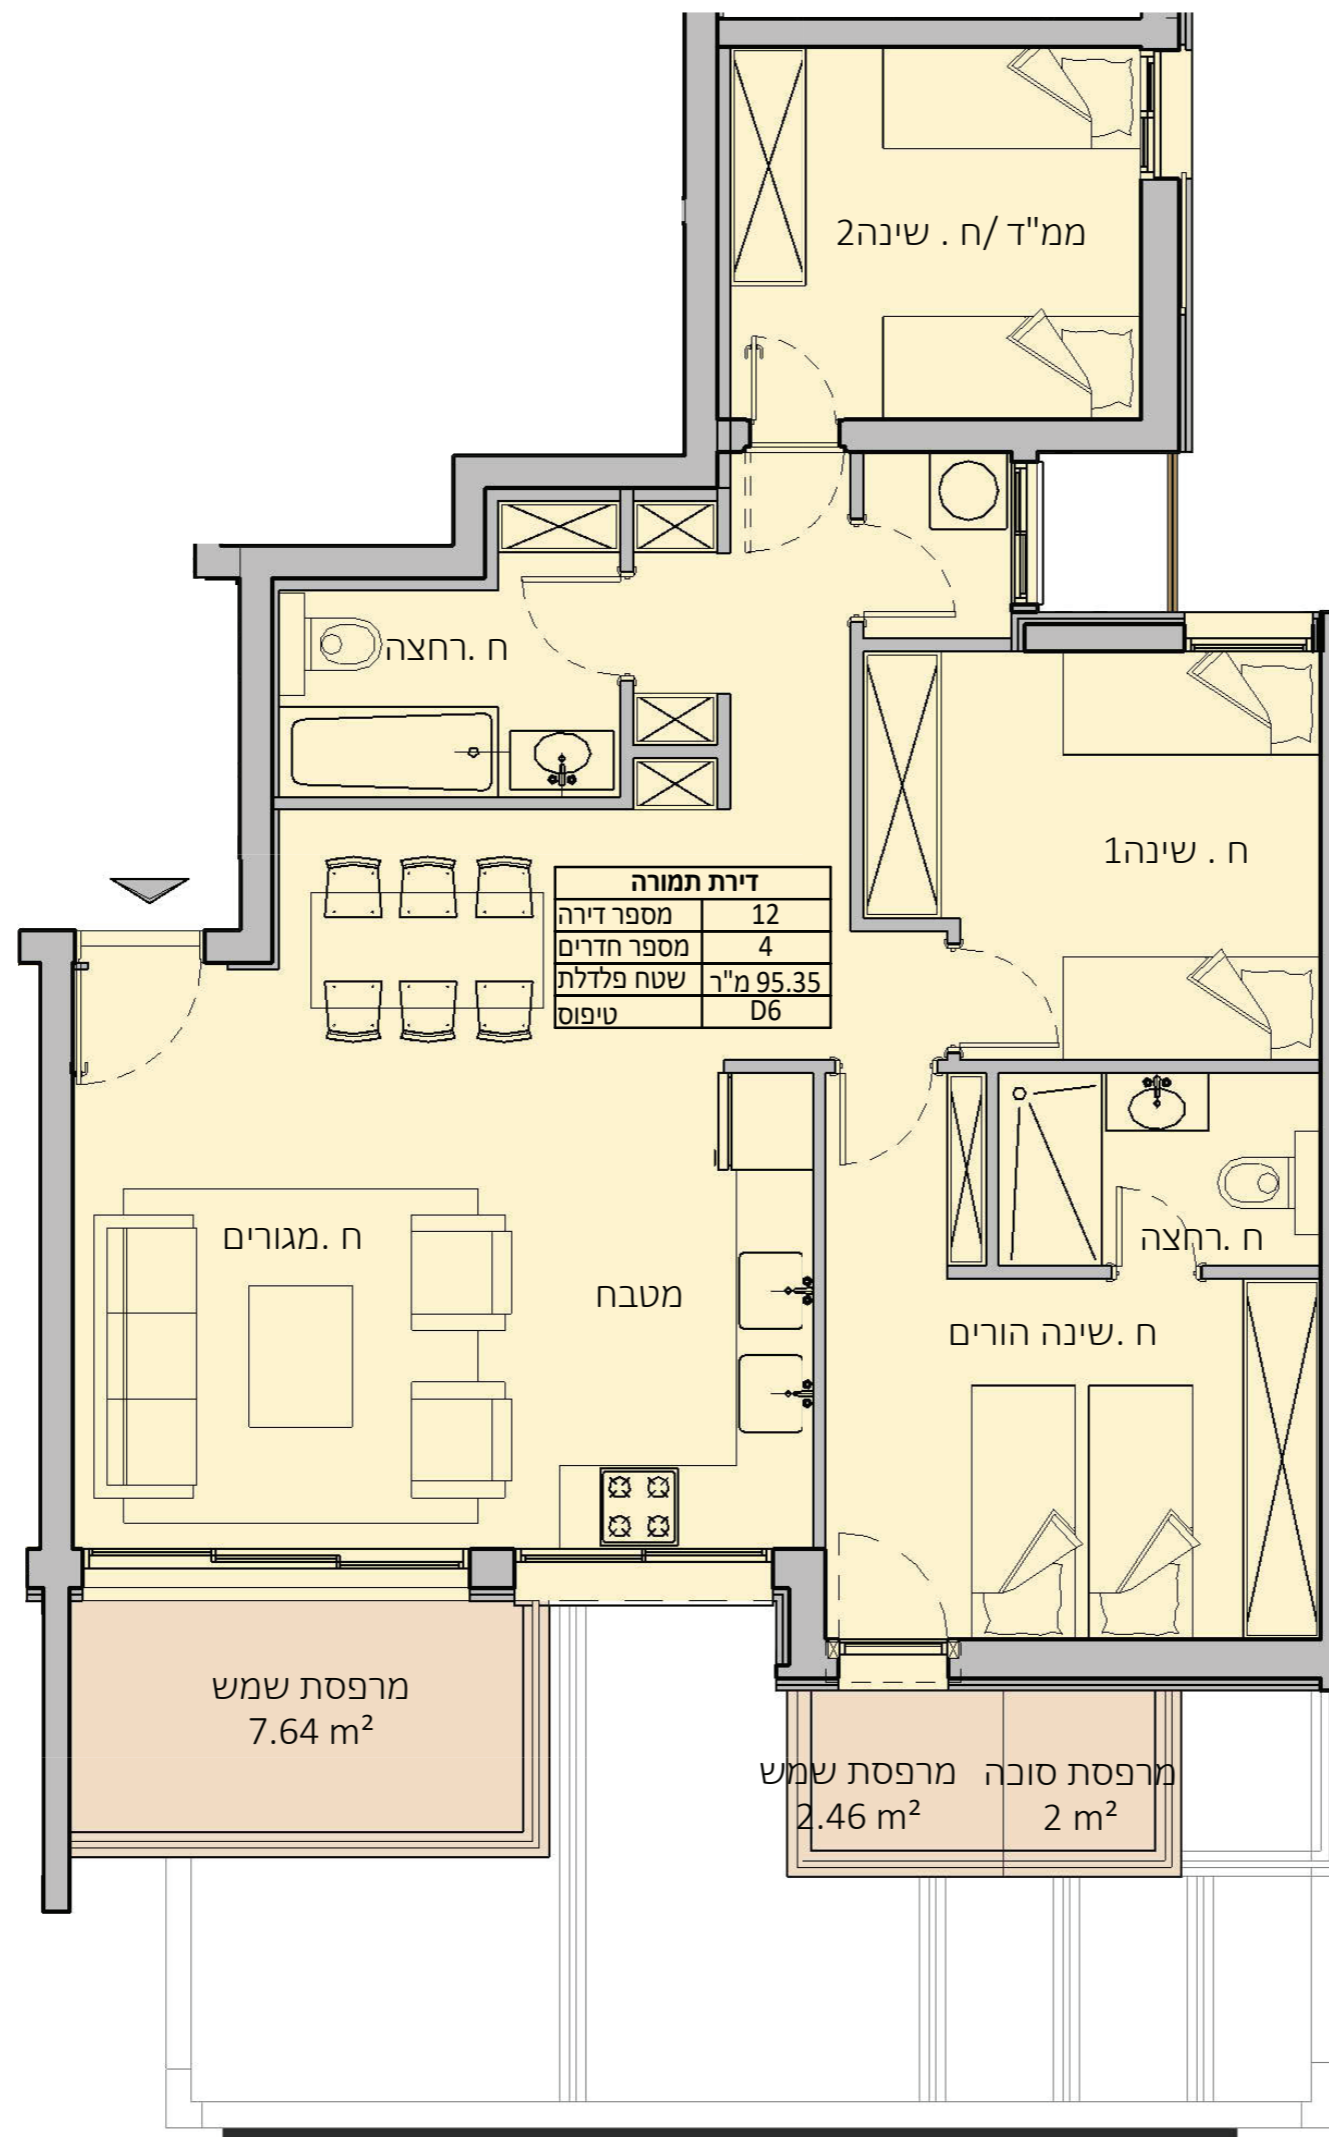 ממ"ד /ח . שינה2
ח .רחצה
ח . שינה1
דירת תמורה
מספר דירה 12
מספר חדרים 4
שטח פלדלת 95.35 מ"ר
טיפוס D6
ח .רחצה
ח .מגורים
מטבח
ח .שינה הורים
מרפסת שמש
7.64 m²
מרפסת שמש
2.46 m²
מרפסת סוכה
2 m²